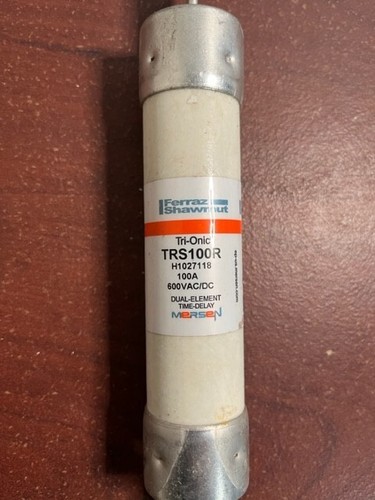 Ferraz
Shawmut
Tri-Onic
TRS100R
H1027118
100A
600VAC/DC
DUAL-ELEMENT
TIME-DELAY
MERSEN